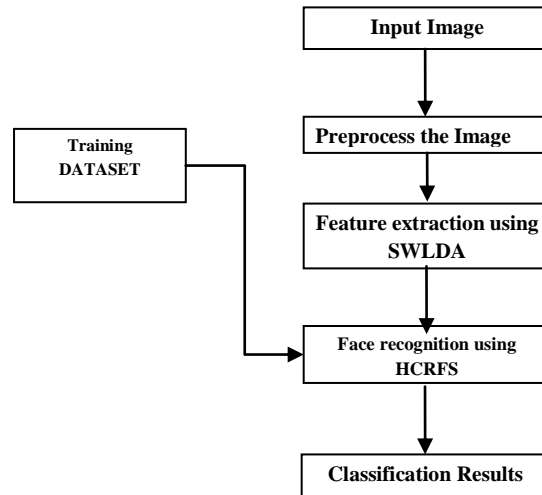 Input Image
Preprocess the Image
Training
DATASET
Feature extraction using
SWLDA
Face recognition using
HCRFS
Classification Results